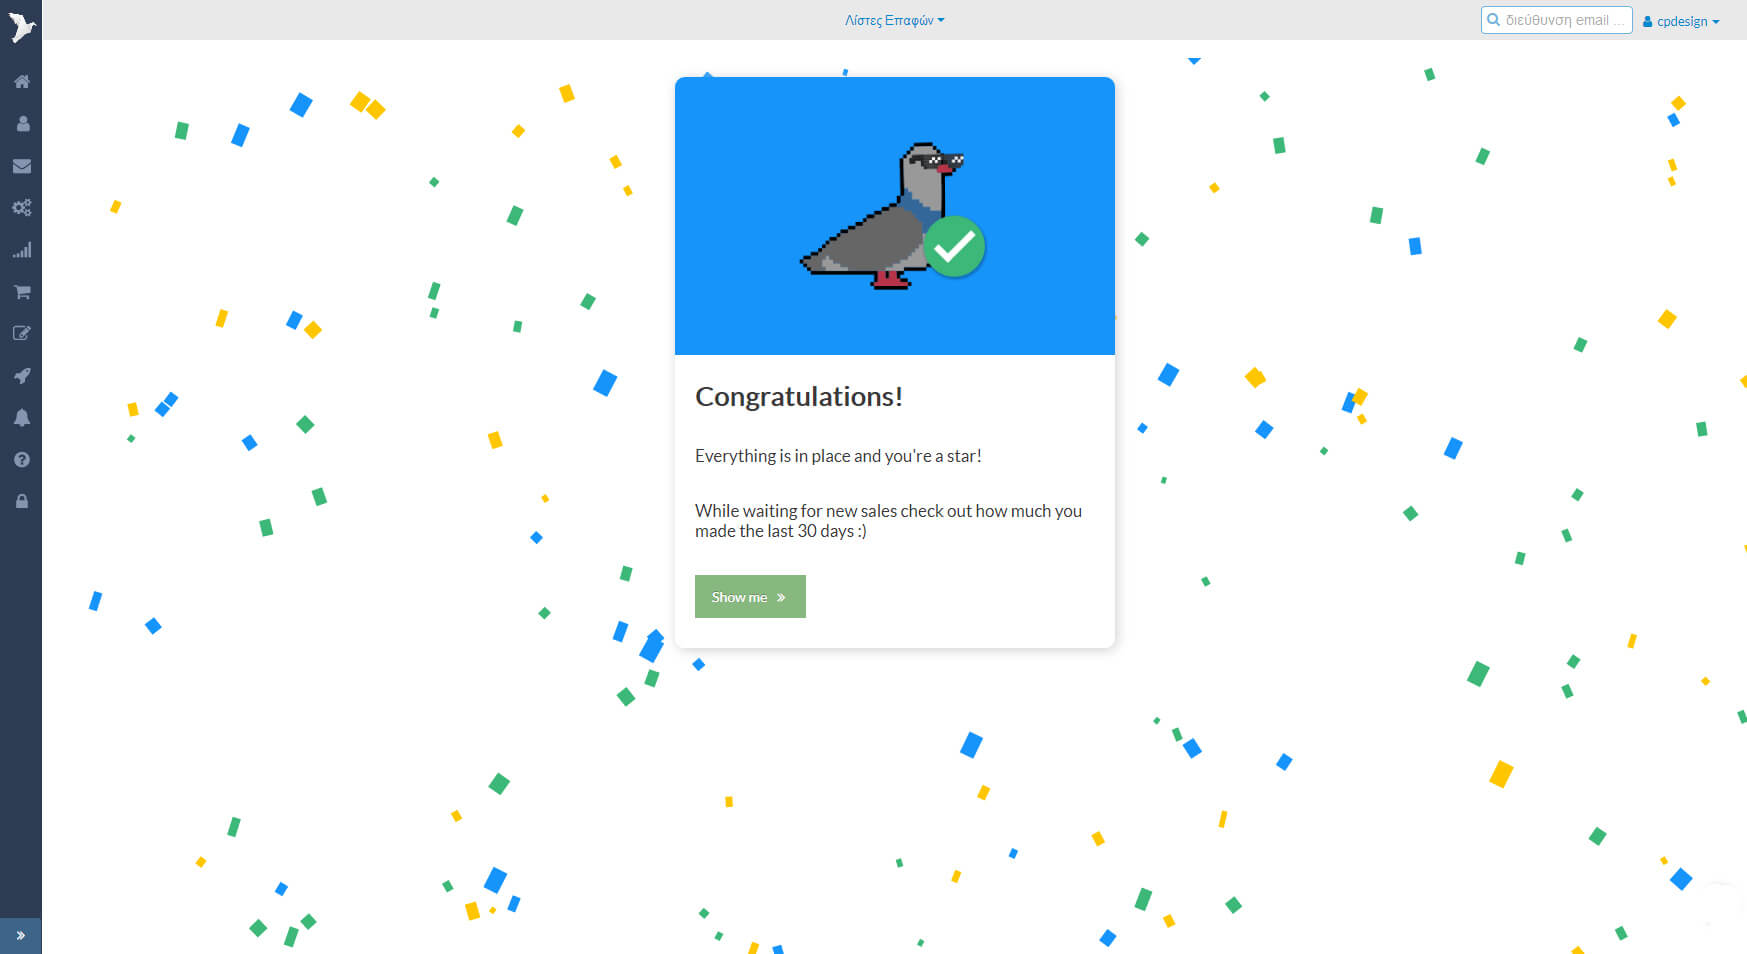 Λίστες Επαφών
διεύθυνση email ...
cpdesign
Congratulations!
Everything is in place and you're a star!
While waiting for new sales check out how much you
made the last 30 days :)
Show me »